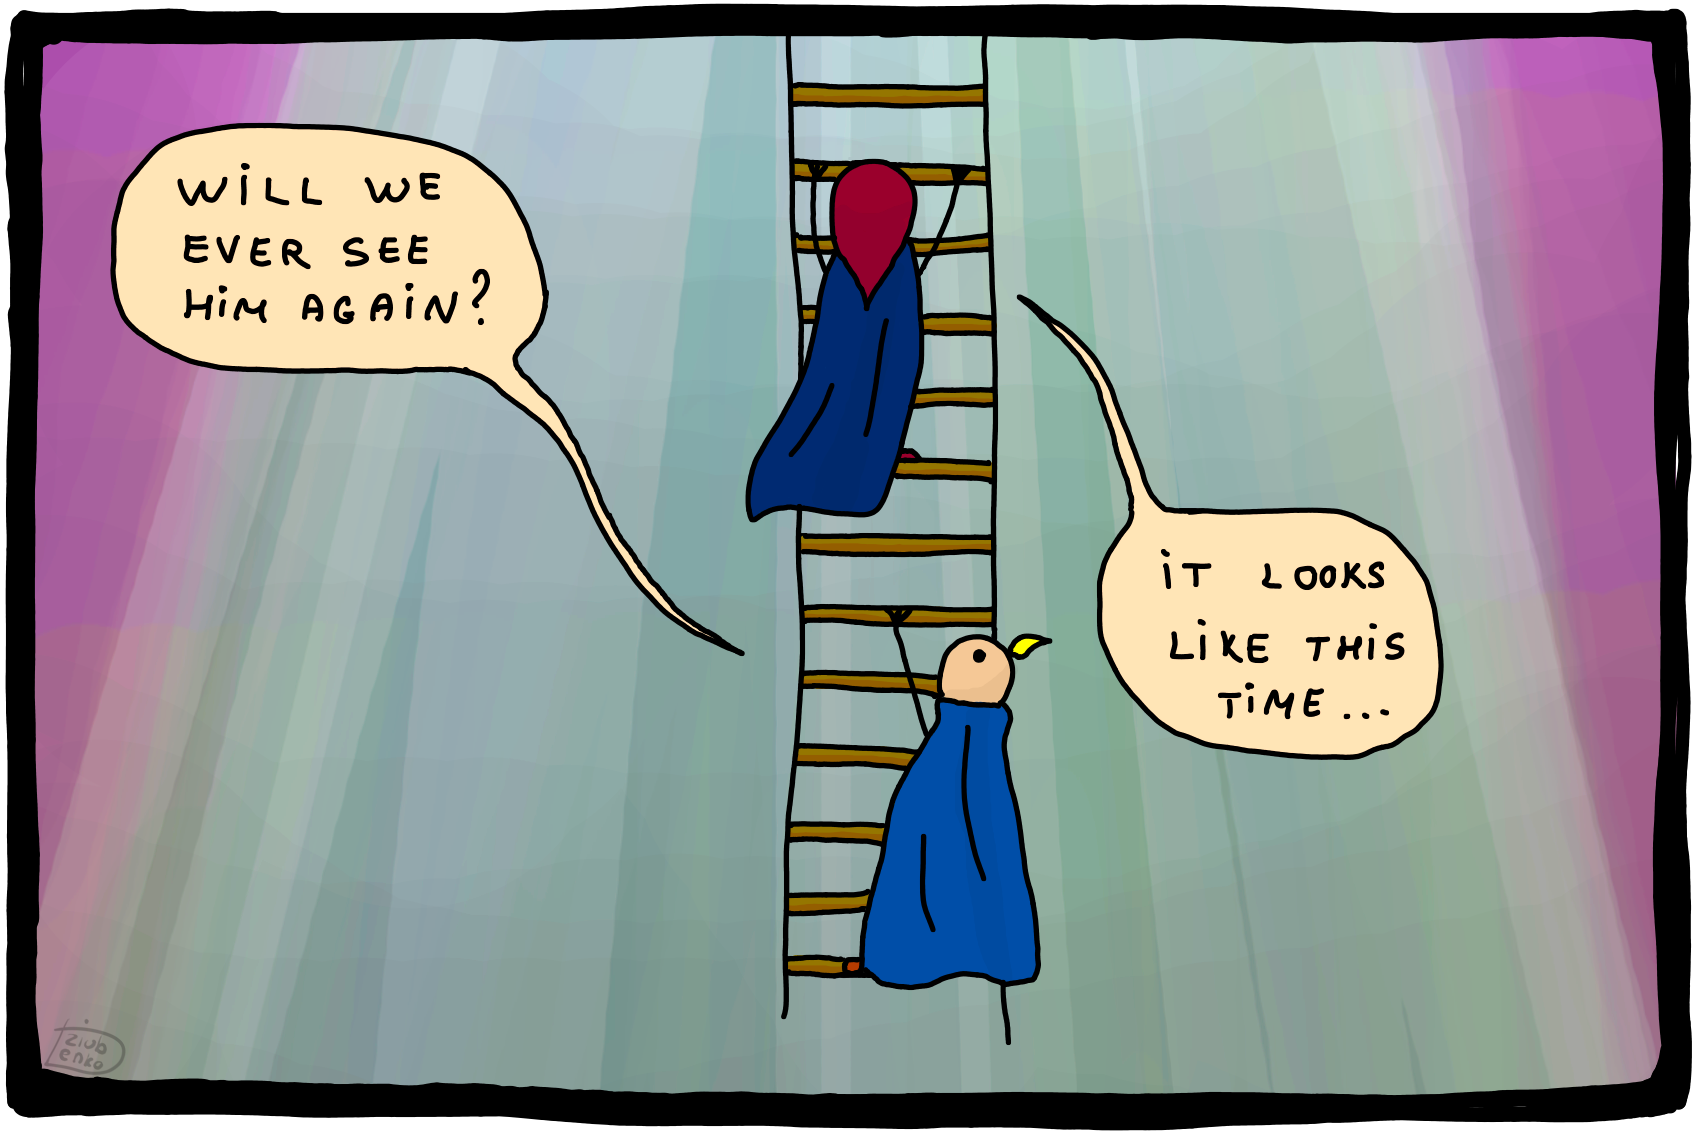 WiLL WE
EVER SEE
HiM AGAiN?
iT LOOKS
LiKE THiS
TiME...
ziub
enko